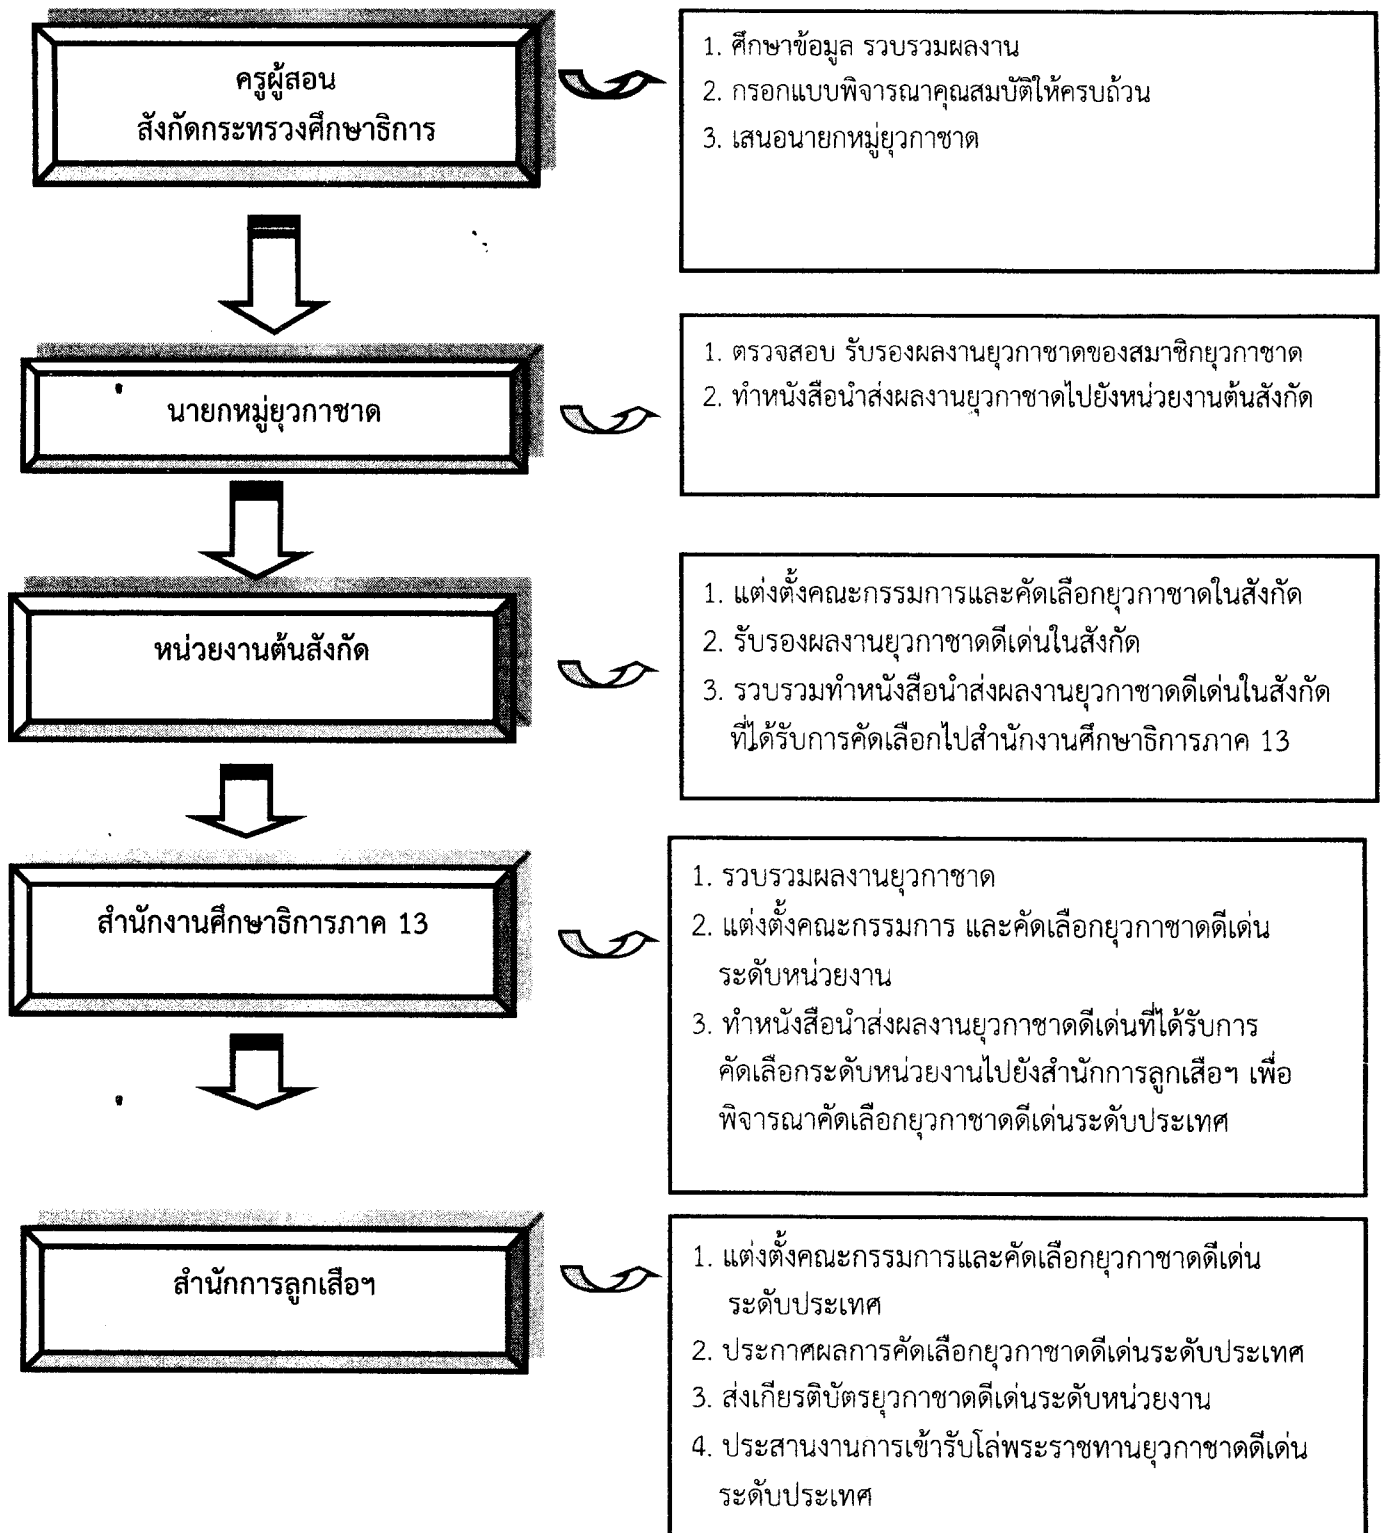 ครูผู้สอน
สังกัดกระทรวงศึกษาธิการ
1. ศึกษาข้อมูล รวบรวมผลงาน
2. กรอกแบบพิจารณาคุณสมบัติให้ครบถ้วน
3. เสนอนายกหมู่ยุวกาชาด
นายกหมู่ยุวกาชาด
1. ตรวจสอบ รับรองผลงานยุวกาชาดของสมาชิกยุวกาชาด
2. ทำหนังสือนำส่งผลงานยุวกาชาดไปยังหน่วยงานต้นสังกัด
หน่วยงานต้นสังกัด
1. แต่งตั้งคณะกรรมการและคัดเลือกยุวกาชาดในสังกัด
2. รับรองผลงานยุวกาชาดดีเด่นในสังกัด
3. รวบรวมทำหนังสือนำส่งผลงานยุวกาชาดดีเด่นในสังกัด
ที่ได้รับการคัดเลือกไปสำนักงานศึกษาธิการภาค 13
สำนักงานศึกษาธิการภาค 13
1. รวบรวมผลงานยุวกาชาด
2. แต่งตั้งคณะกรรมการ และคัดเลือกยุวกาชาดดีเด่น
ระดับหน่วยงาน
3. ทำหนังสือนำส่งผลงานยุวกาชาดดีเด่นที่ได้รับการ
คัดเลือกระดับหน่วยงานไปยังสำนักการลูกเสือฯ เพื่อ
พิจารณาคัดเลือกยุวกาชาดดีเด่นระดับประเทศ
สำนักการลูกเสือฯ
1. แต่งตั้งคณะกรรมการและคัดเลือกยุวกาชาดดีเด่น
ระดับประเทศ
2. ประกาศผลการคัดเลือกยุวกาชาดดีเด่นระดับประเทศ
3. ส่งเกียรติบัตรยุวกาชาดดีเด่นระดับหน่วยงาน
4. ประสานงานการเข้ารับโล่พระราชทานยุวกาชาดดีเด่น
ระดับประเทศ